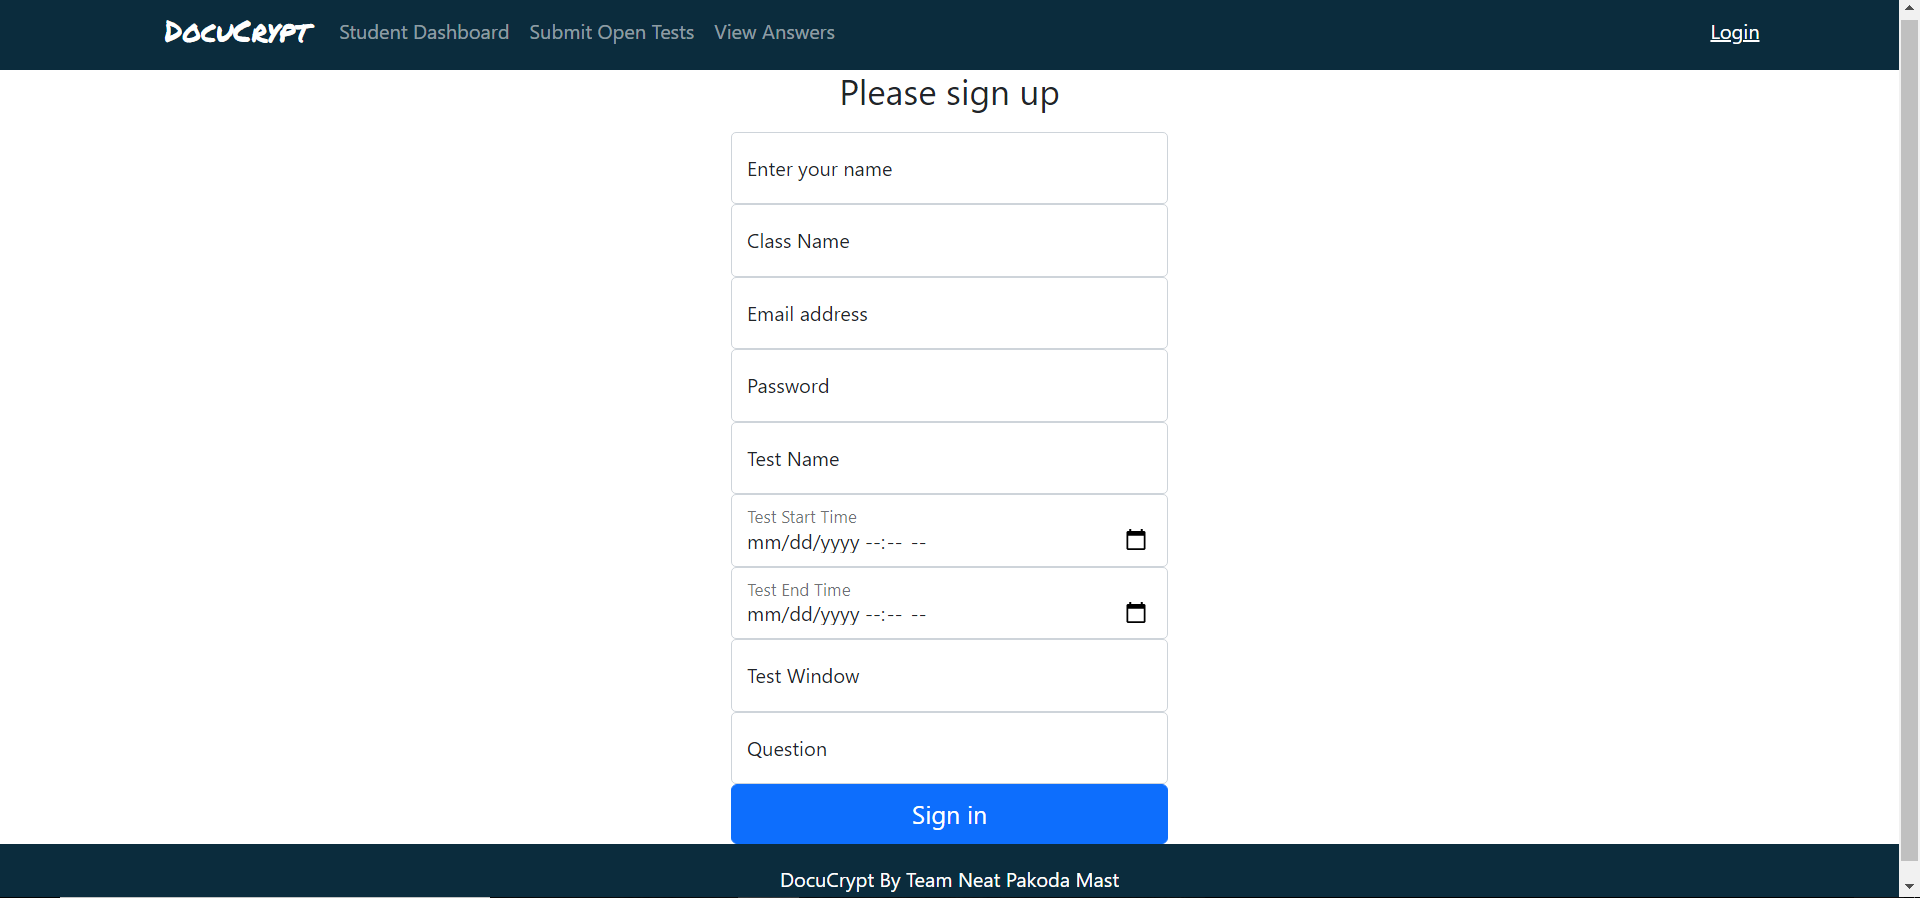 DocuCrypt Student Dashboard Submit Open Tests View Answers Login
Please sign up
Enter your name
Class Name
Email address
Password
Test Name
Test Start Time
mm/dd/yyyy --:-- --
Test End Time
mm/dd/yyyy --:-- --
Test Window
Question
Sign in
DocuCrypt By Team Neat Pakoda Mast